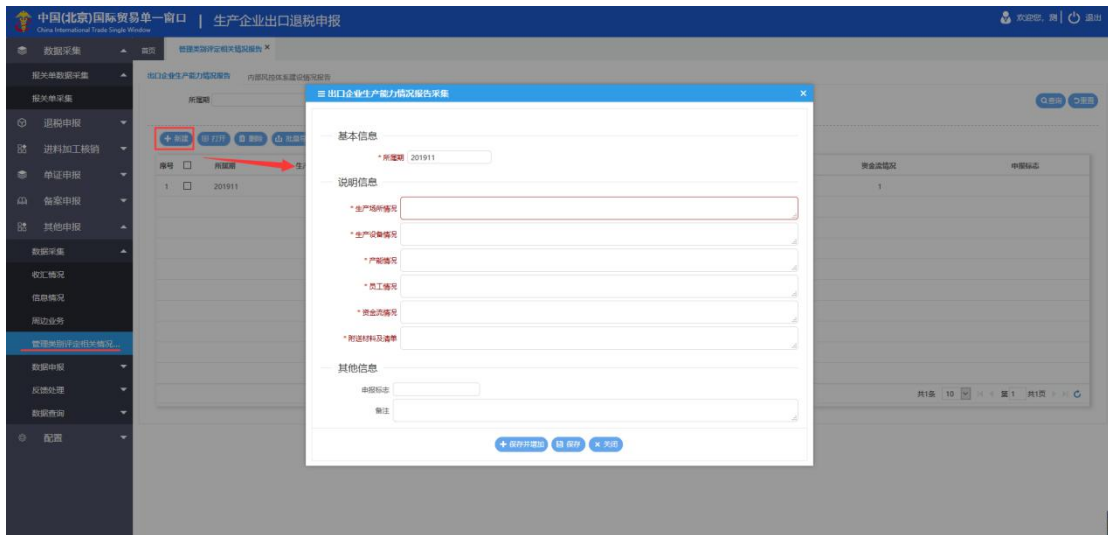 中国(北京)国际贸易单一窗口 | 生产企业出口退税申报
China International Trade Single Window
欢迎您, 测 | 退出
数据采集
首页
管理类别评定相关情况报告 ×
报关单数据采集
报关单采集
退税申报
进料加工核销
单证申报
备案申报
其他申报
数据采集
收汇情况
信息情况
周边业务
管理类别评定相关情况...
数据申报
反馈处理
数据查询
配置
出口企业生产能力情况报告 内部风控体系建设情况报告
所属期
查询 重置
新建 打开 删除
序号 所属期 生 资金流情况 申报标志
1 201911 1
共1条 10 第 1 共1页
出口企业生产能力情况报告采集 ×
基本信息
* 所属期 201911
说明信息
* 生产场所情况
* 生产设备情况
* 产能情况
* 员工情况
* 资金流情况
* 附送材料及清单
其他信息
申报标志
备注
+ 保存并增加 保存 × 关闭